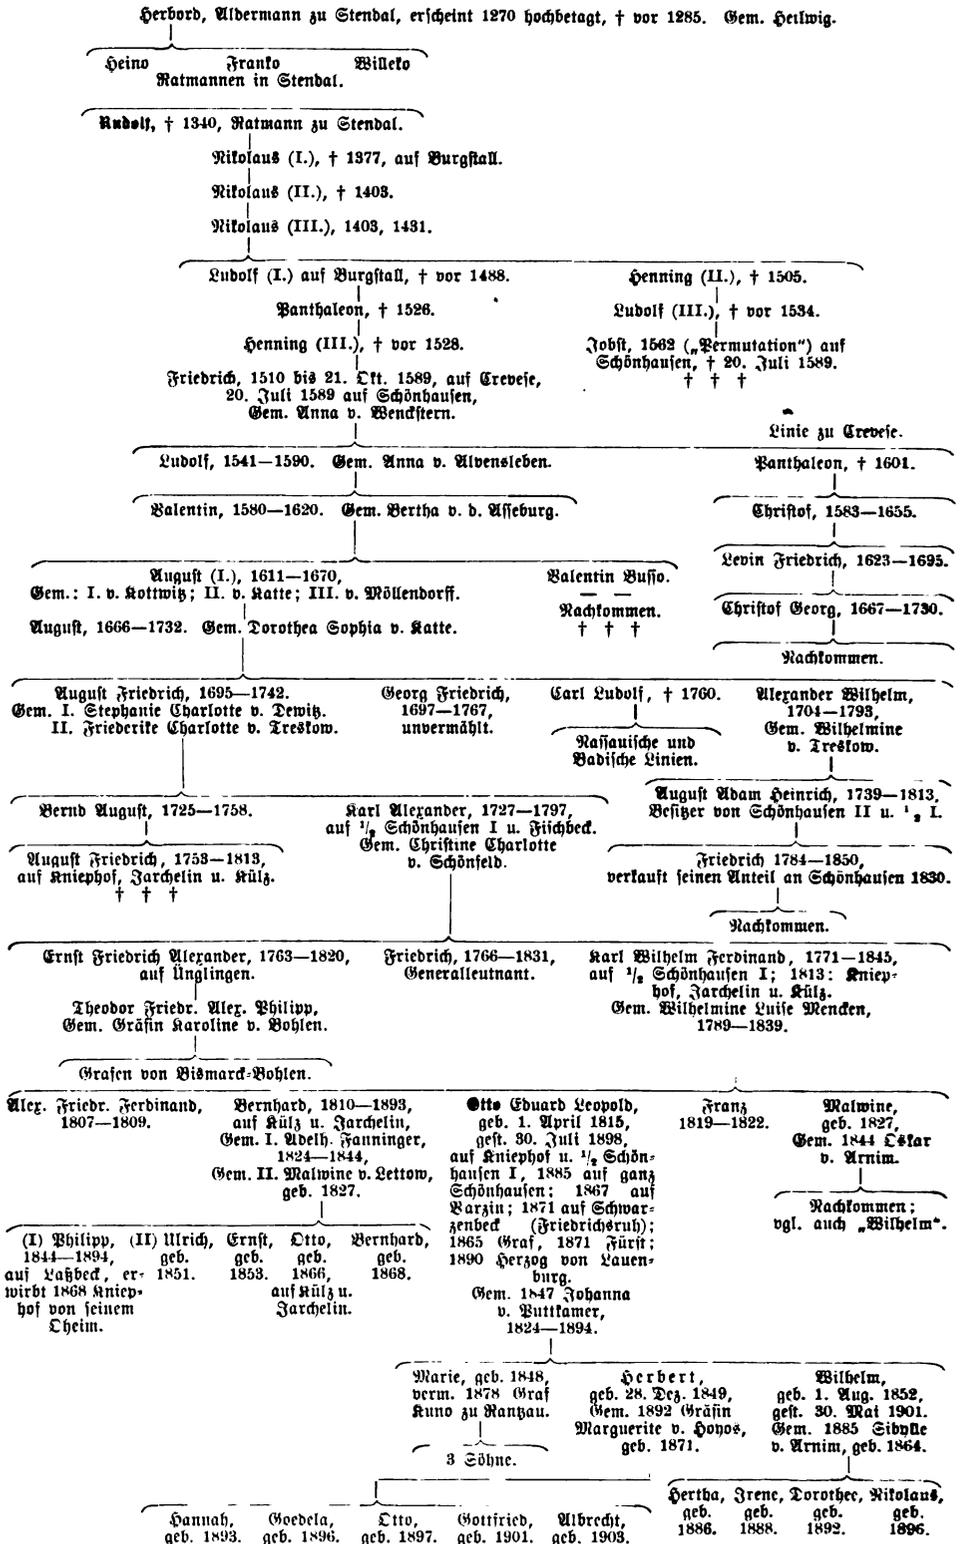 Herbord, Aldermann zu Stendal, erscheint 1270 hochbetagt, † vor 1285. Gem. Heilwig.
Heino Franko Willeko
Ratmannen in Stendal.
Rudolf, † 1340, Ratmann zu Stendal.
Nikolaus (I.), † 1377, auf Burgstall.
Nikolaus (II.), † 1403.
Nikolaus (III.), 1403, 1431.
Ludolf (I.) auf Burgstall, † vor 1488.
Henning (II.), † 1505.
Panthaleon, † 1526.
Ludolf (III.), † vor 1534.
Henning (III.), † vor 1528.
Jobst, 1562 („Permutation“) auf
Schönhausen, † 20. Juli 1589.
† † †
Friedrich, 1510 bis 21. Okt. 1589, auf Crevese,
20. Juli 1589 auf Schönhausen,
Gem. Anna v. Wenckstern.
Linie zu Crevese.
Ludolf, 1541—1590. Gem. Anna v. Alvensleben.
Panthaleon, † 1601.
Valentin, 1580—1620. Gem. Bertha v. d. Asseburg.
Christof, 1583—1655.
Levin Friedrich, 1623—1695.
August (I.), 1611—1670,
Gem.: I. v. Kottwitz; II. v. Katte; III. v. Möllendorff.
Valentin Busso.
— —
Nachkommen.
† † †
Christof Georg, 1667—1730.
August, 1666—1732. Gem. Dorothea Sophia v. Katte.
Nachkommen.
August Friedrich, 1695—1742.
Gem. I. Stephanie Charlotte v. Dewitz.
II. Friederike Charlotte v. Treskow.
Georg Friedrich,
1697—1767,
unvermählt.
Carl Ludolf, † 1760.
Nassauische und
Badische Linien.
Alexander Wilhelm,
1704—1793,
Gem. Wilhelmine
v. Treskow.
Bernd August, 1725—1758.
Karl Alexander, 1727—1797,
auf ½ Schönhausen I u. Fischbeck.
Gem. Christine Charlotte
v. Schönfeld.
August Adam Heinrich, 1739—1813,
Besitzer von Schönhausen II u. ½ I.
August Friedrich, 1753—1813,
auf Kniephof, Jarchelin u. Külz.
† † †
Friedrich 1784—1850,
verkauft seinen Anteil an Schönhausen 1830.
Nachkommen.
Ernst Friedrich Alexander, 1763—1820,
auf Ünglingen.
Friedrich, 1766—1831,
Generalleutnant.
Karl Wilhelm Ferdinand, 1771—1845,
auf ½ Schönhausen I; 1813: Kniep-
hof, Jarchelin u. Külz.
Gem. Wilhelmine Luise Mencken,
1789—1839.
Theodor Friedr. Alex. Philipp,
Gem. Gräfin Karoline v. Bohlen.
Grafen von Bismarck-Bohlen.
Alex. Friedr. Ferdinand,
1807—1809.
Bernhard, 1810—1893,
auf Külz u. Jarchelin,
Gem. I. Adelh. Fanninger,
1824—1844,
Gem. II. Malwine v. Lettow,
geb. 1827.
Otto Eduard Leopold,
geb. 1. April 1815,
gest. 30. Juli 1898,
auf Kniephof u. ½ Schön-
hausen I, 1885 auf ganz
Schönhausen; 1867 auf
Varzin; 1871 auf Schwar-
zenbeck (Friedrichsruh);
1865 Graf, 1871 Fürst;
1890 Herzog von Lauen-
burg.
Gem. 1847 Johanna
v. Puttkamer,
1824—1894.
Franz
1819—1822.
Malwine,
geb. 1827,
Gem. 1844 Oskar
v. Arnim.
Nachkommen;
vgl. auch „Wilhelm“.
(I) Philipp,
1844—1894,
auf Laßbeck, er-
wirbt 1868 Kniep-
hof von seinem
Oheim.
(II) Ulrich,
geb.
1851.
Ernst,
geb.
1853.
Otto,
geb.
1866,
auf Külz u.
Jarchelin.
Bernhard,
geb.
1868.
Marie, geb. 1848,
verm. 1878 Graf
Kuno zu Rantzau.
3 Söhne.
Herbert,
geb. 28. Dez. 1849,
Gem. 1892 Gräfin
Marguerite v. Hoyos,
geb. 1871.
Wilhelm,
geb. 1. Aug. 1852,
gest. 30. Mai 1901.
Gem. 1885 Sibylle
v. Arnim, geb. 1864.
Hannah,
geb. 1893.
Goedela,
geb. 1896.
Otto,
geb. 1897.
Gottfried,
geb. 1901.
Albrecht,
geb. 1903.
Hertha,
geb.
1886.
Irene,
geb.
1888.
Dorothee,
geb.
1892.
Nikolaus,
geb.
1896.